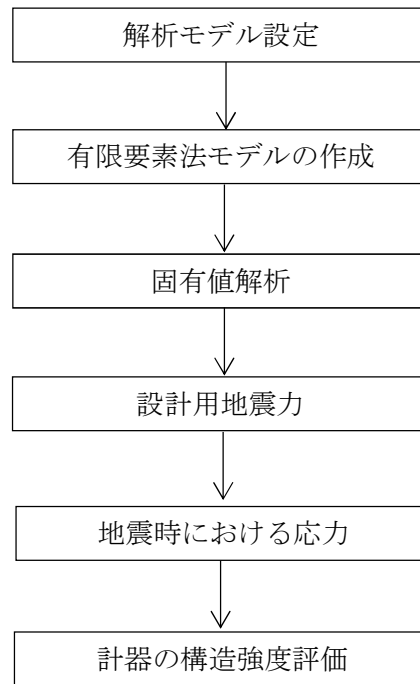 解析モデル設定
有限要素法モデルの作成
固有値解析
設計用地震力
地震時における応力
計器の構造強度評価